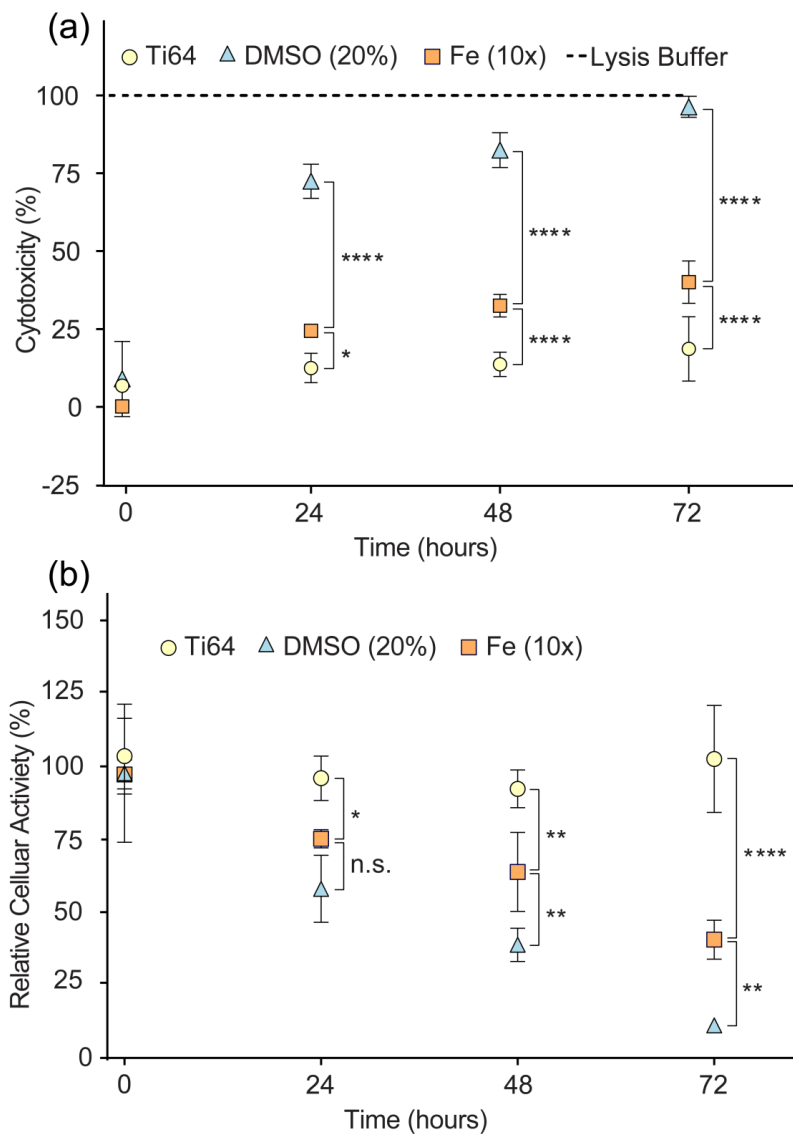 (a)
Ti64 DMSO (20%) Fe (10x) Lysis Buffer
100
75
50
25
0
-25
Cytotoxicity (%)
****
*
****
****
****
****
0 24 48 72
Time (hours)
(b)
150
125
100
75
50
25
0
Relative Celluar Activiety (%)
Ti64 DMSO (20%) Fe (10x)
*
n.s.
**
**
****
**
0 24 48 72
Time (hours)